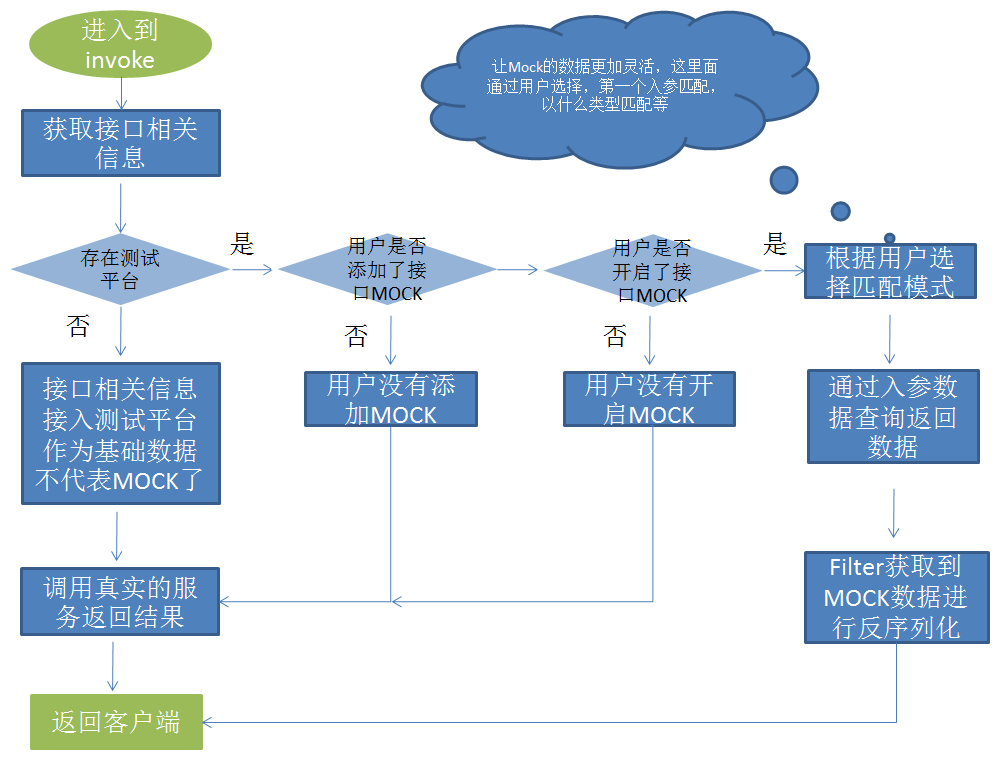 进入到
invoke
让Mock的数据更加灵活，这里面
通过用户选择，第一个入参匹配，
以什么类型匹配等
获取接口相关
信息
存在测试
平台
是
用户是否
添加了接
口MOCK
用户是否
开启了接
口MOCK
是
根据用户选
择匹配模式
否
否
否
接口相关信息
接入测试平台
作为基础数据
不代表MOCK了
用户没有添
加MOCK
用户没有开
启MOCK
通过入参数
据查询返回
数据
调用真实的服
务返回结果
Filter获取到
MOCK数据进
行反序列化
返回客户端